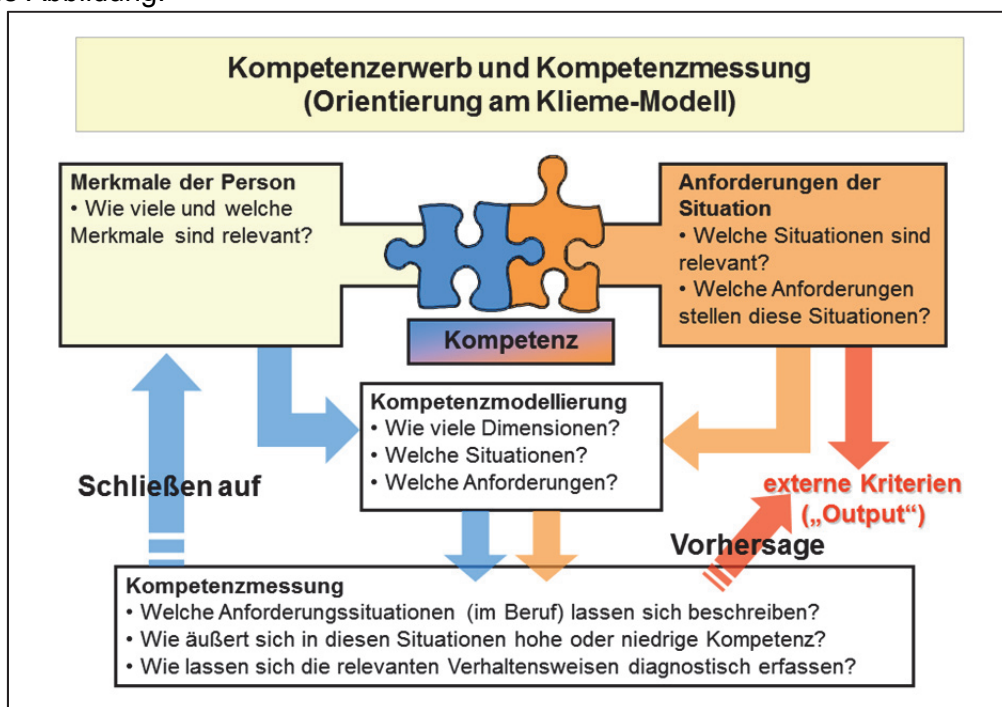 Kompetenzerwerb und Kompetenzmessung
(Orientierung am Klieme-Modell)
Merkmale der Person
• Wie viele und welche
Merkmale sind relevant?
Anforderungen der
Situation
• Welche Situationen sind
relevant?
• Welche Anforderungen
stellen diese Situationen?
Kompetenz
Kompetenzmodellierung
• Wie viele Dimensionen?
• Welche Situationen?
• Welche Anforderungen?
Schließen auf
externe Kriterien
(„Output“)
Vorhersage
Kompetenzmessung
• Welche Anforderungssituationen (im Beruf) lassen sich beschreiben?
• Wie äußert sich in diesen Situationen hohe oder niedrige Kompetenz?
• Wie lassen sich die relevanten Verhaltensweisen diagnostisch erfassen?